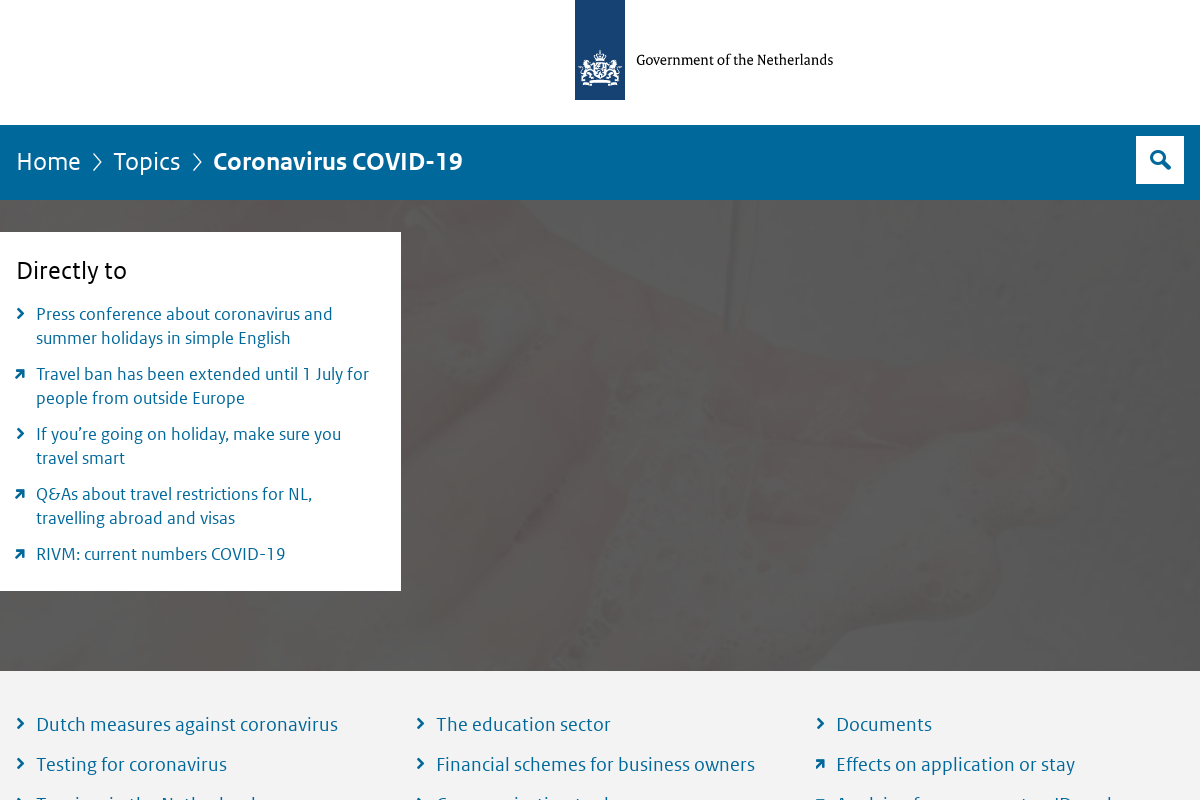 Government of the Netherlands
Home
Topics
Coronavirus COVID-19
Directly to
Press conference about coronavirus and
summer holidays in simple English
Travel ban has been extended until 1 July for
people from outside Europe
If you’re going on holiday, make sure you
travel smart
Q&As about travel restrictions for NL,
travelling abroad and visas
RIVM: current numbers COVID-19
Dutch measures against coronavirus
The education sector
Documents
Testing for coronavirus
Financial schemes for business owners
Effects on application or stay